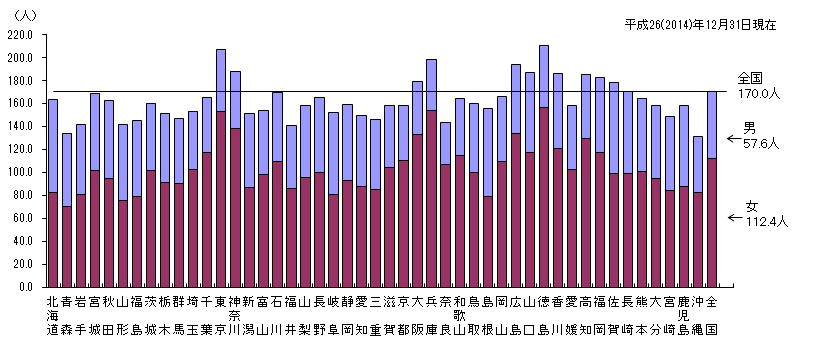 （人）
平成26(2014)年12月31日現在
220.0
200.0
180.0
160.0
140.0
120.0
100.0
80.0
60.0
40.0
20.0
0.0
全国
170.0人
男
57.6人
女
112.4人
北海道
青森
岩手
宮城
秋田
山形
福島
茨城
栃木
群馬
埼玉
千葉
東京
神奈川
新潟
富山
石川
福井
山梨
長野
岐阜
静岡
愛知
三重
滋賀
京都
大阪
兵庫
奈良
和歌山
鳥取
島根
岡山
広島
山口
徳島
香川
愛媛
高知
福岡
佐賀
長崎
熊本
大分
宮崎
鹿児島
沖縄
全国